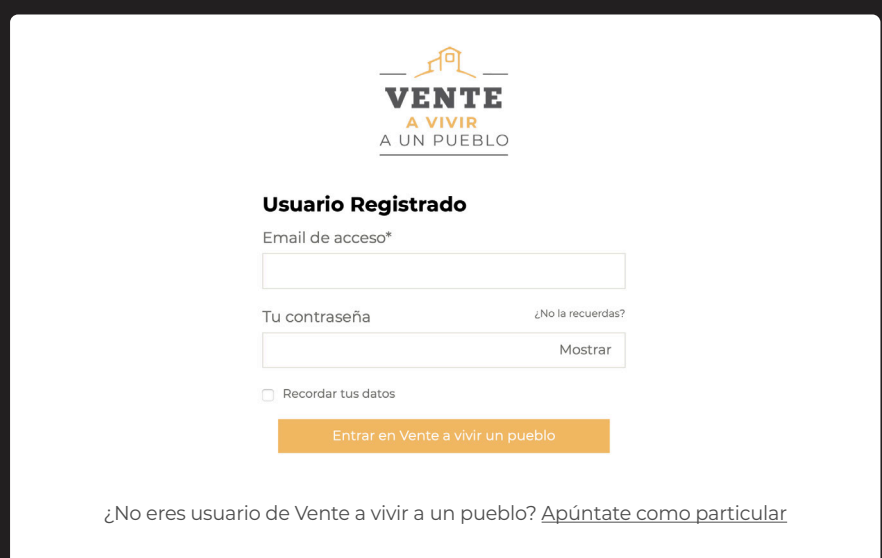 VENTE
A VIVIR
A UN PUEBLO
Usuario Registrado
Email de acceso*
Tu contraseña ¿No la recuerdas?
Mostrar
Recordar tus datos
Entrar en Vente a vivir un pueblo
¿No eres usuario de Vente a vivir a un pueblo? Apúntate como particular